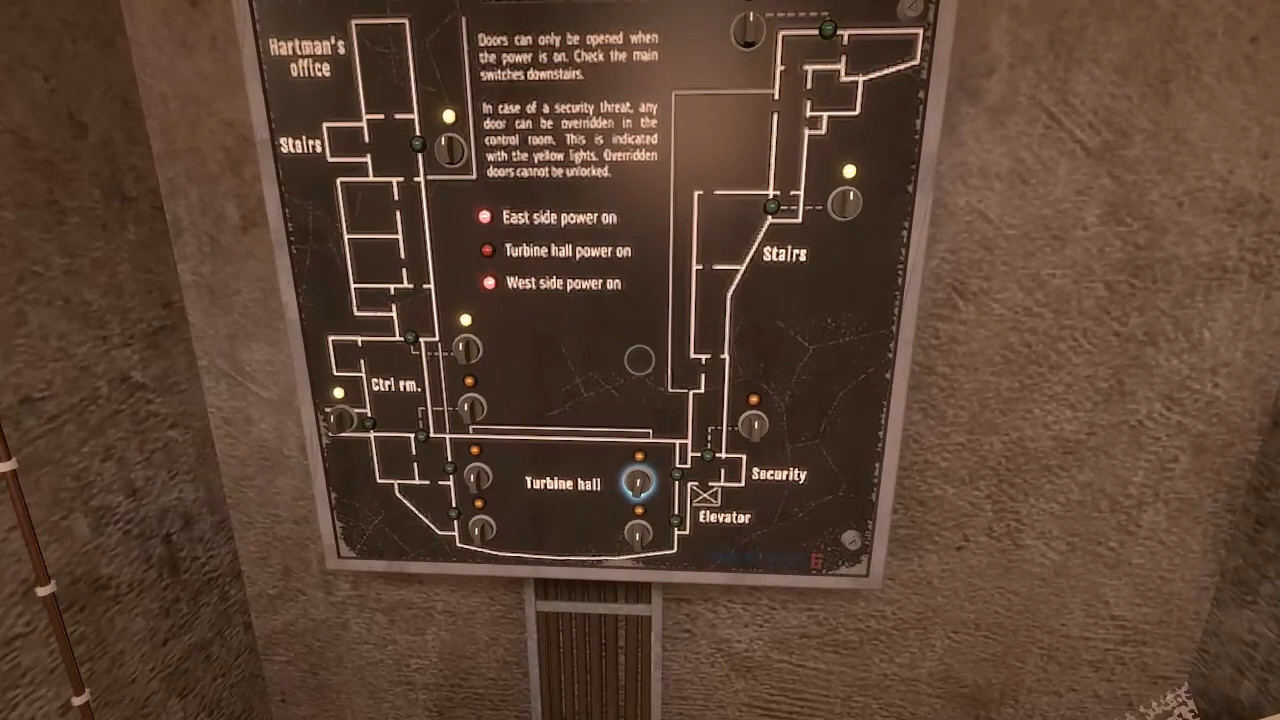 Hartman's
office
Stairs
Doors can only be opened when
the power is on. Check the main
switches downstairs.
In case of a security threat, any
door can be overridden in the
control room. This is indicated
with the yellow lights. Overridden
doors cannot be unlocked.
East side power on
Turbine hall power on
West side power on
Stairs
Ctrl rm.
Turbine hall
Security
Elevator